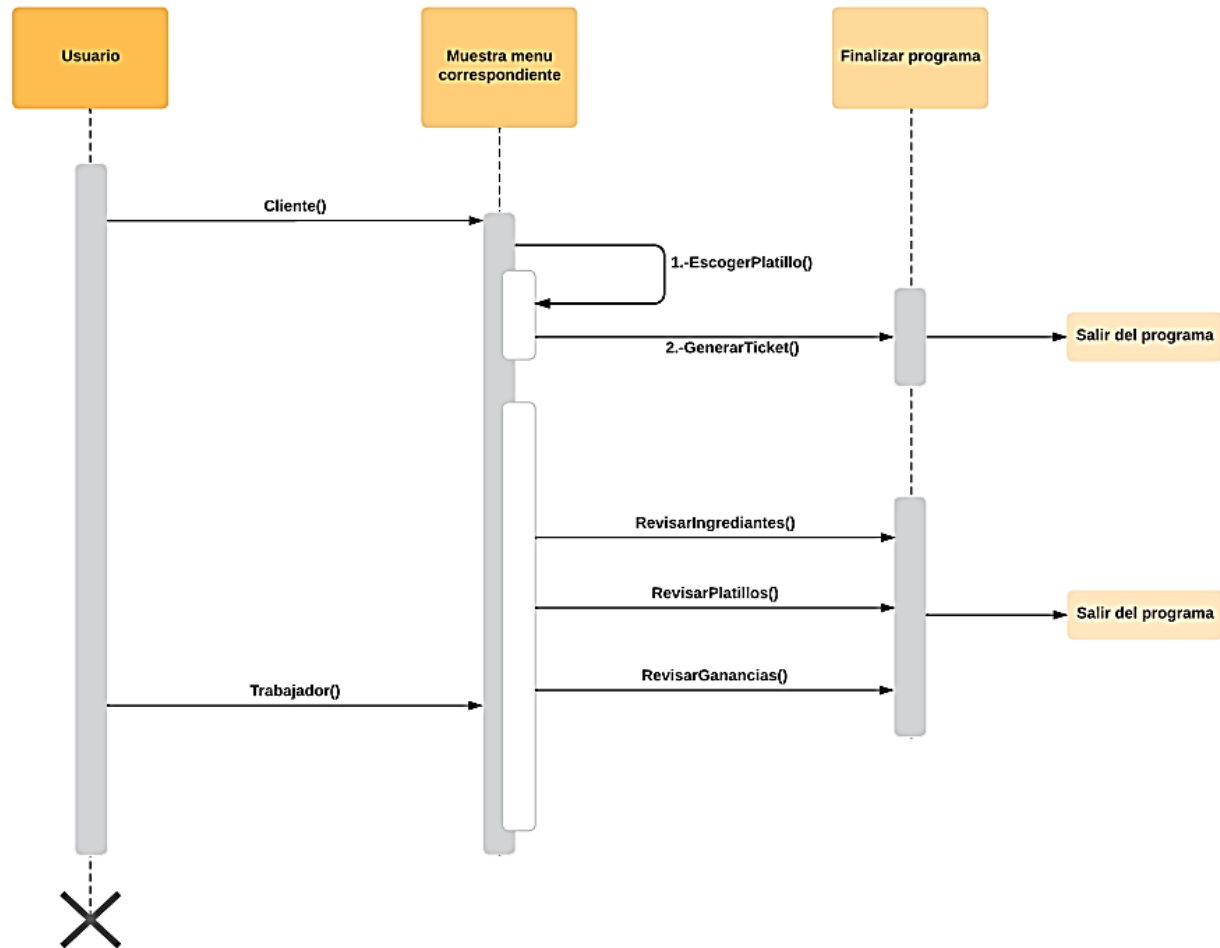 Usuario
Muestra menu
correspondiente
Finalizar programa
Cliente()
1.-EscogerPlatillo()
2.-GenerarTicket()
Salir del programa
RevisarIngrediantes()
RevisarPlatillos()
Salir del programa
RevisarGanancias()
Trabajador()